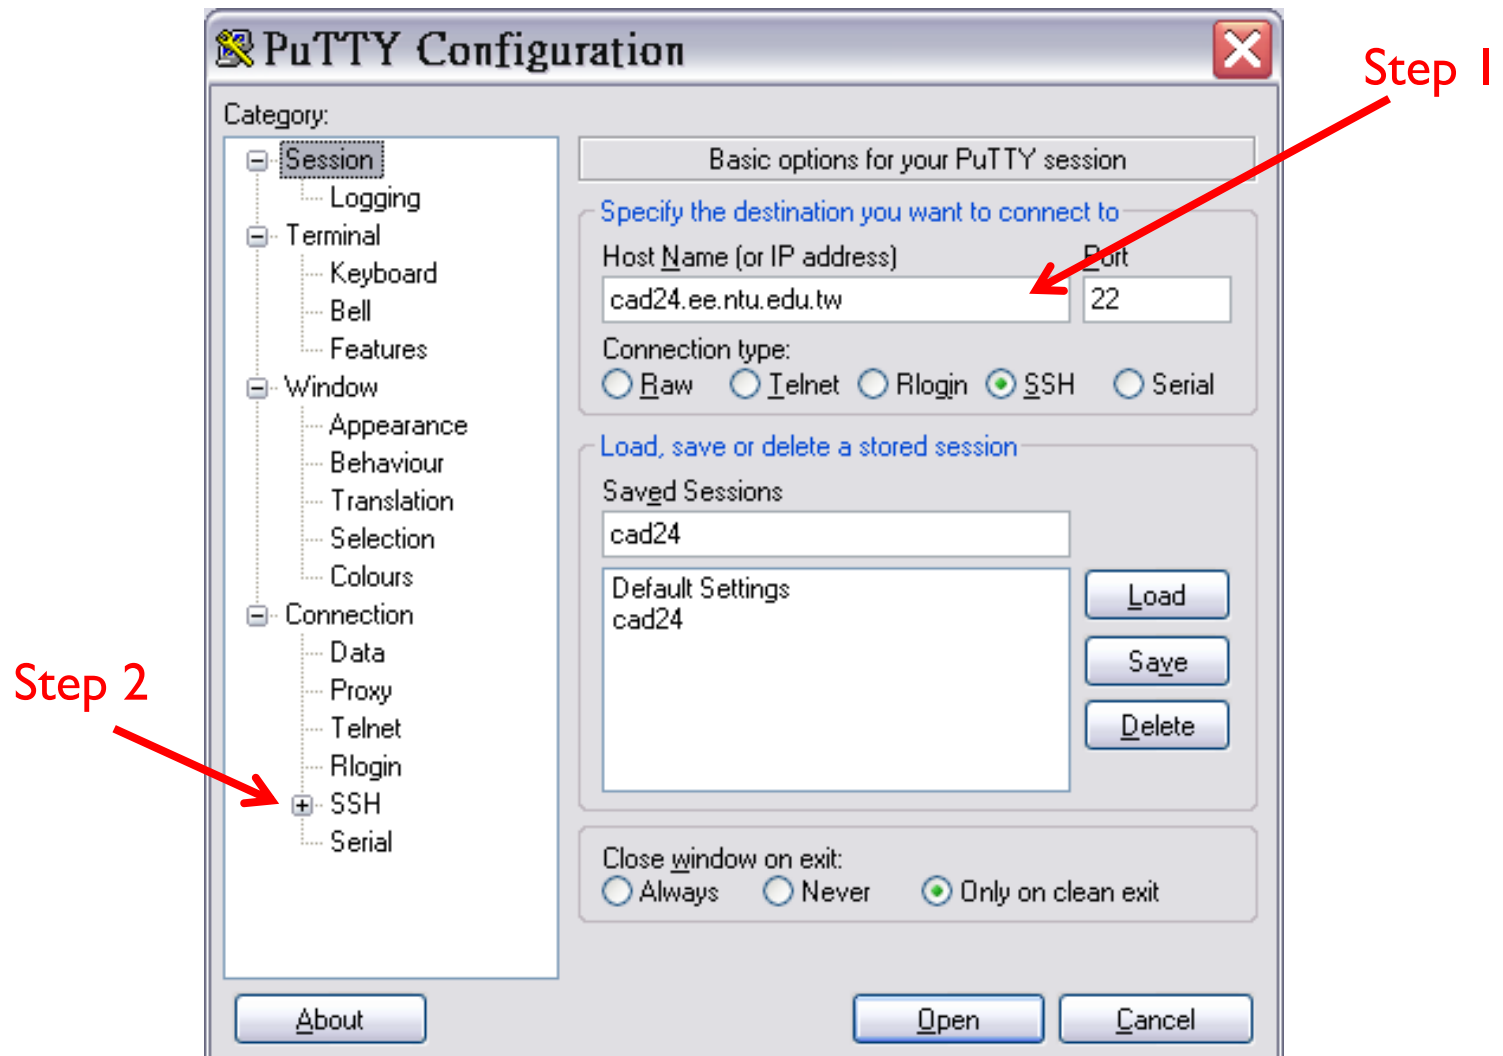 PuTTY Configuration
Step 1
Category:
Session
Logging
Terminal
Keyboard
Bell
Features
Window
Appearance
Behaviour
Translation
Selection
Colours
Connection
Data
Proxy
Telnet
Rlogin
SSH
Serial
Step 2
Basic options for your PuTTY session
Specify the destination you want to connect to
Host Name (or IP address) Port
cad24.ee.ntu.edu.tw 22
Connection type:
Raw Telnet Rlogin SSH Serial
Load, save or delete a stored session
Saved Sessions
cad24
Default Settings
cad24
Load
Save
Delete
Close window on exit:
Always Never Only on clean exit
About Open Cancel